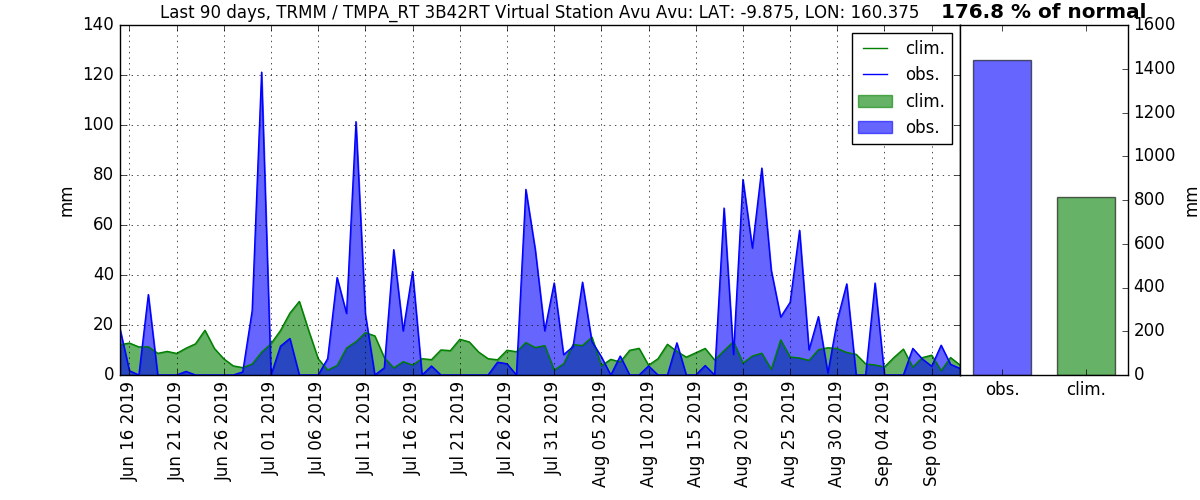 Last 90 days, TRMM / TMPA_RT 3B42RT Virtual Station Avu Avu: LAT: -9.875, LON: 160.375
176.8 % of normal
140
120
100
80
60
40
20
0
mm
clim.
obs.
clim.
obs.
Jun 16 2019
Jun 21 2019
Jun 26 2019
Jul 01 2019
Jul 06 2019
Jul 11 2019
Jul 16 2019
Jul 21 2019
Jul 26 2019
Jul 31 2019
Aug 05 2019
Aug 10 2019
Aug 15 2019
Aug 20 2019
Aug 25 2019
Aug 30 2019
Sep 04 2019
Sep 09 2019
1600
1400
1200
1000
800
600
400
200
0
mm
obs.
clim.